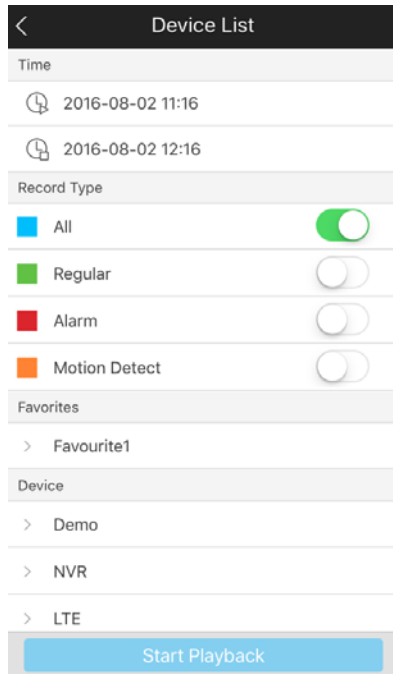 Device List
Time
2016-08-02 11:16
2016-08-02 12:16
Record Type
All
Regular
Alarm
Motion Detect
Favorites
Favourite1
Device
Demo
NVR
LTE
Start Playback